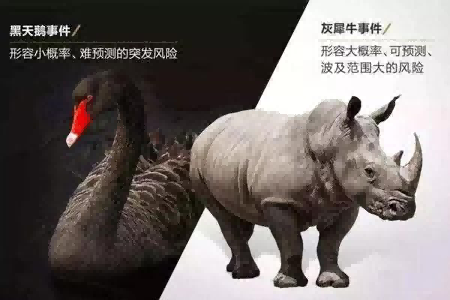 黑天鹅事件/
形容小概率、难预测的突发风险
灰犀牛事件/
形容大概率、可预测、
波及范围大的风险